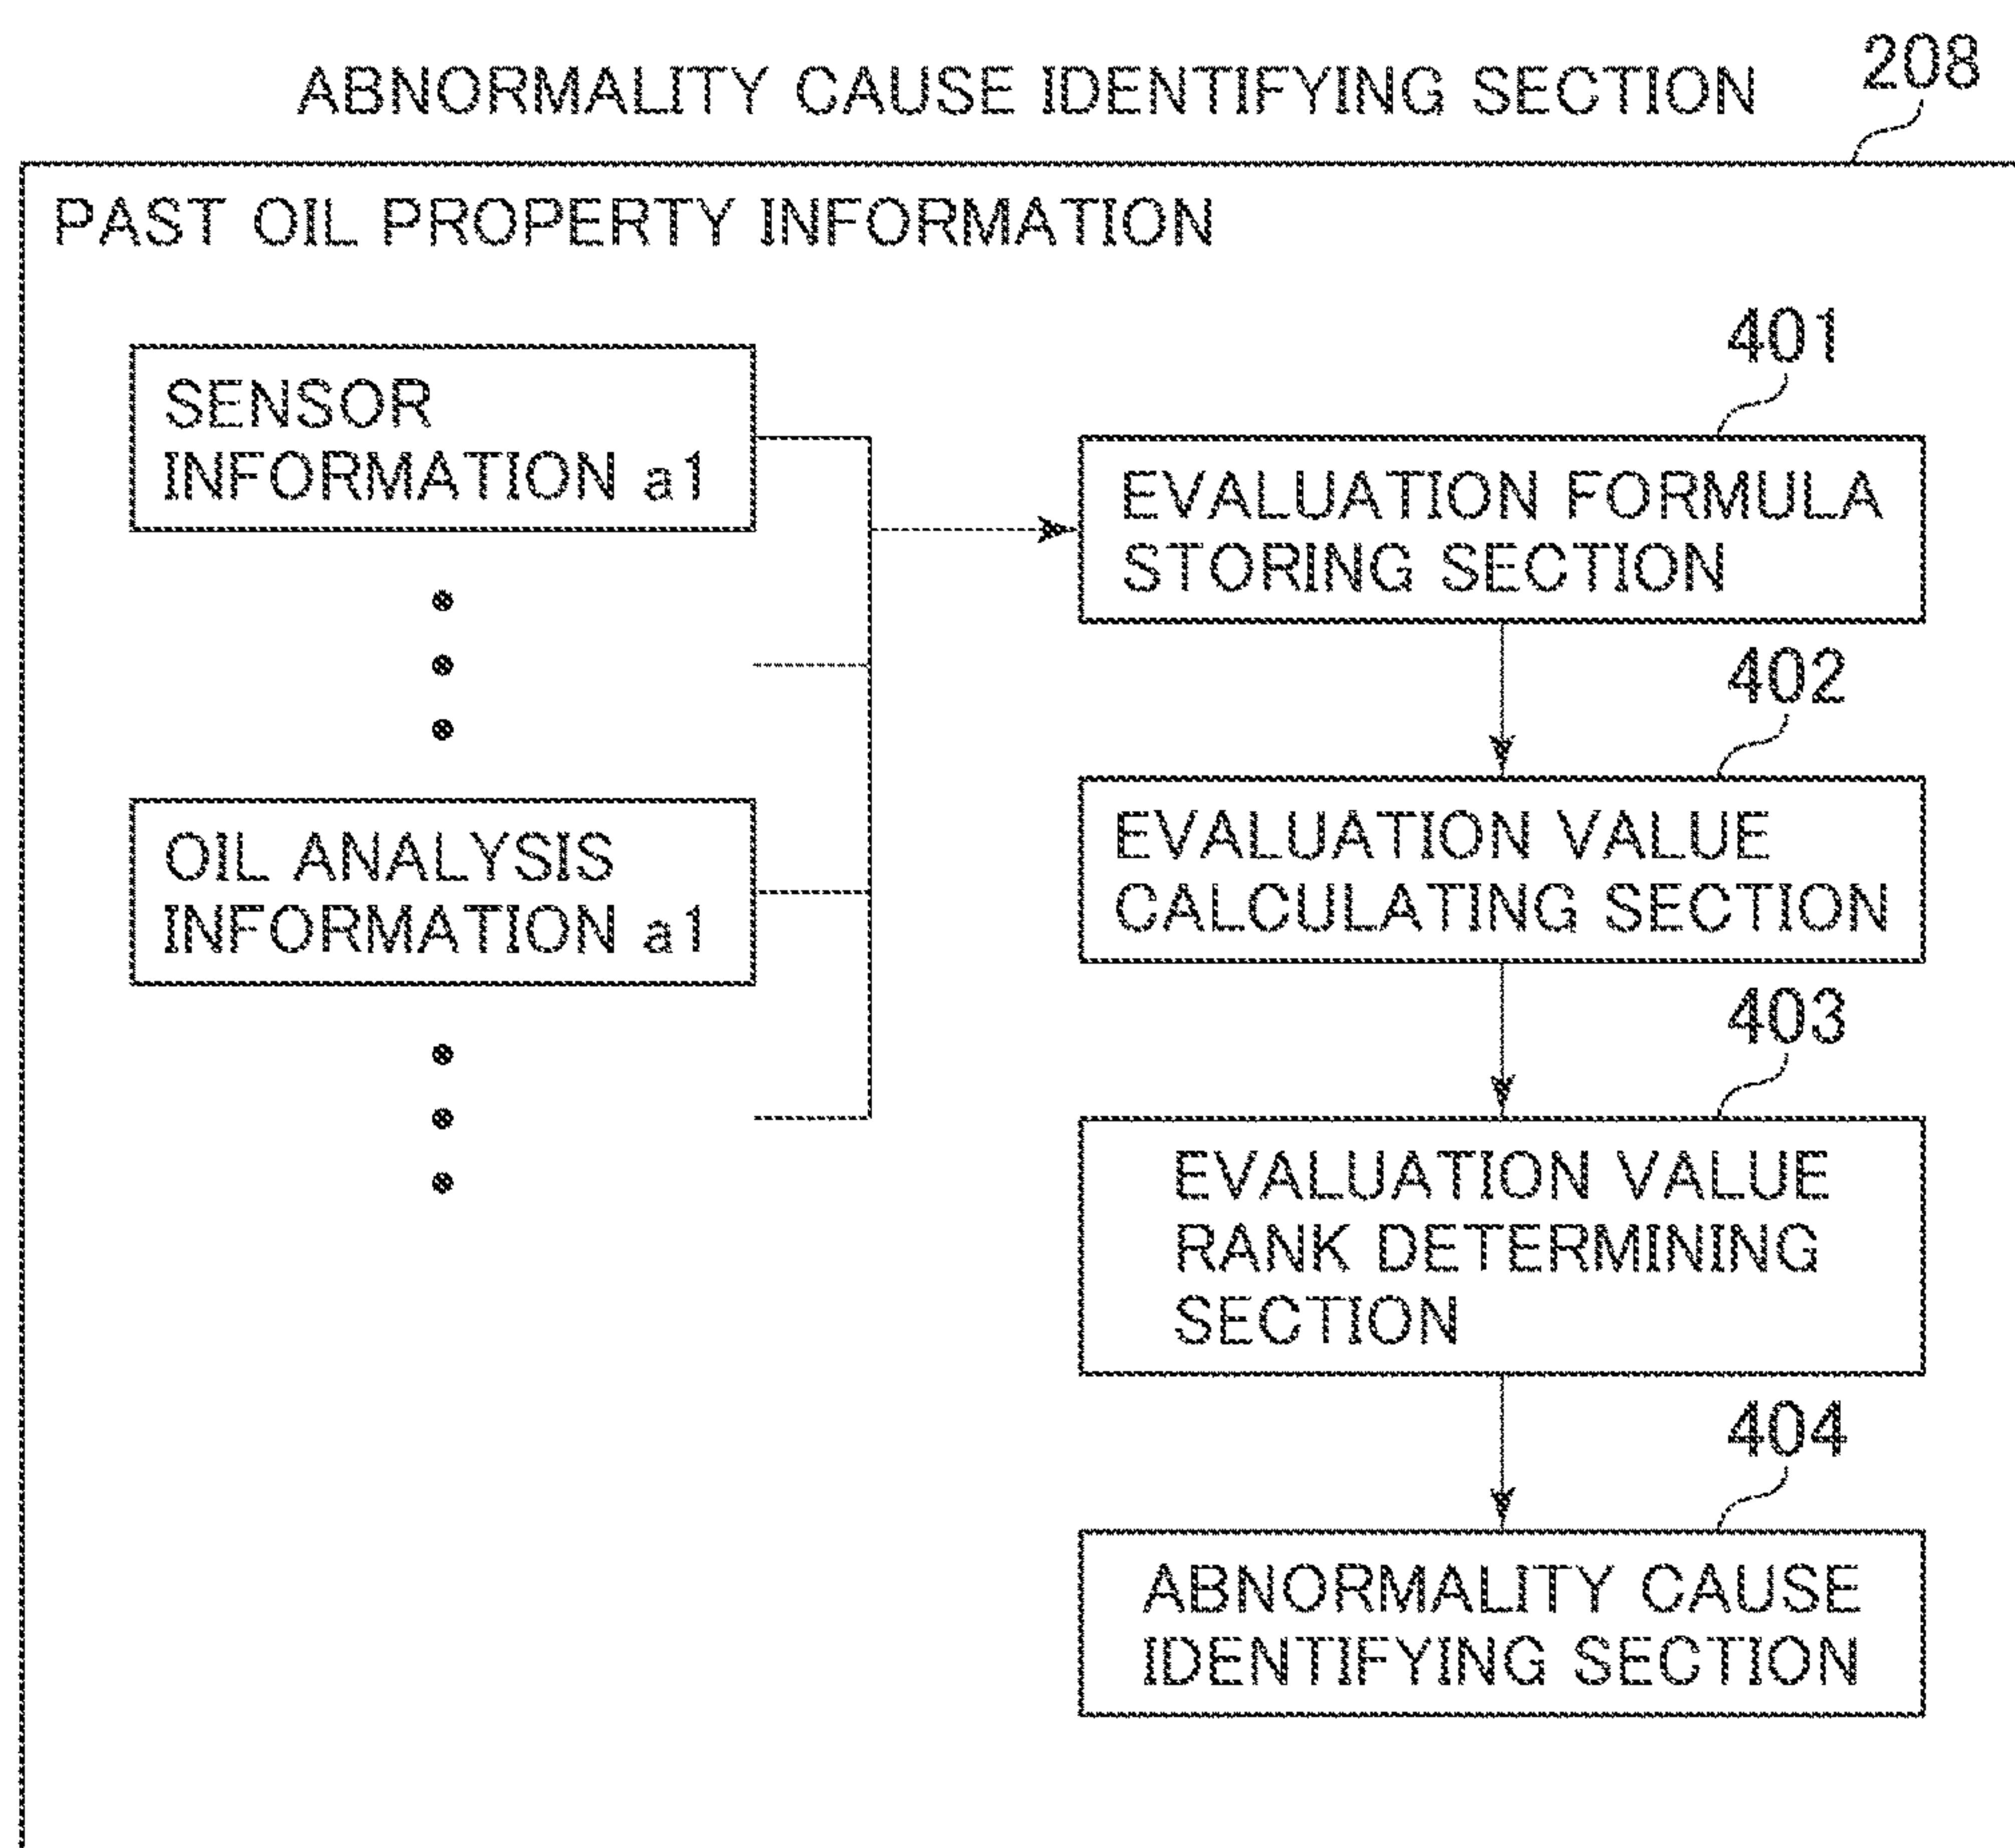 ABNORMALITY CAUSE IDENTIFYING SECTION
208
PAST OIL PROPERTY INFORMATION
SENSOR
INFORMATION a1
OIL ANALYSIS
INFORMATION a1
401
EVALUATION FORMULA
STORING SECTION
402
EVALUATION VALUE
CALCULATING SECTION
403
EVALUATION VALUE
RANK DETERMINING
SECTION
404
ABNORMALITY CAUSE
IDENTIFYING SECTION